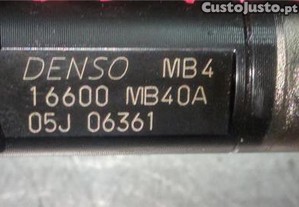 CustoJusto.pt
DENSO MB4
16600 MB40A
05J 06361